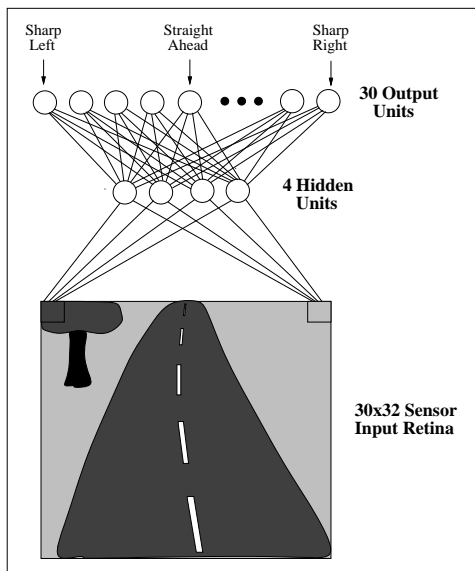 Sharp
Left
Straight
Ahead
Sharp
Right
30 Output
Units
4 Hidden
Units
30x32 Sensor
Input Retina